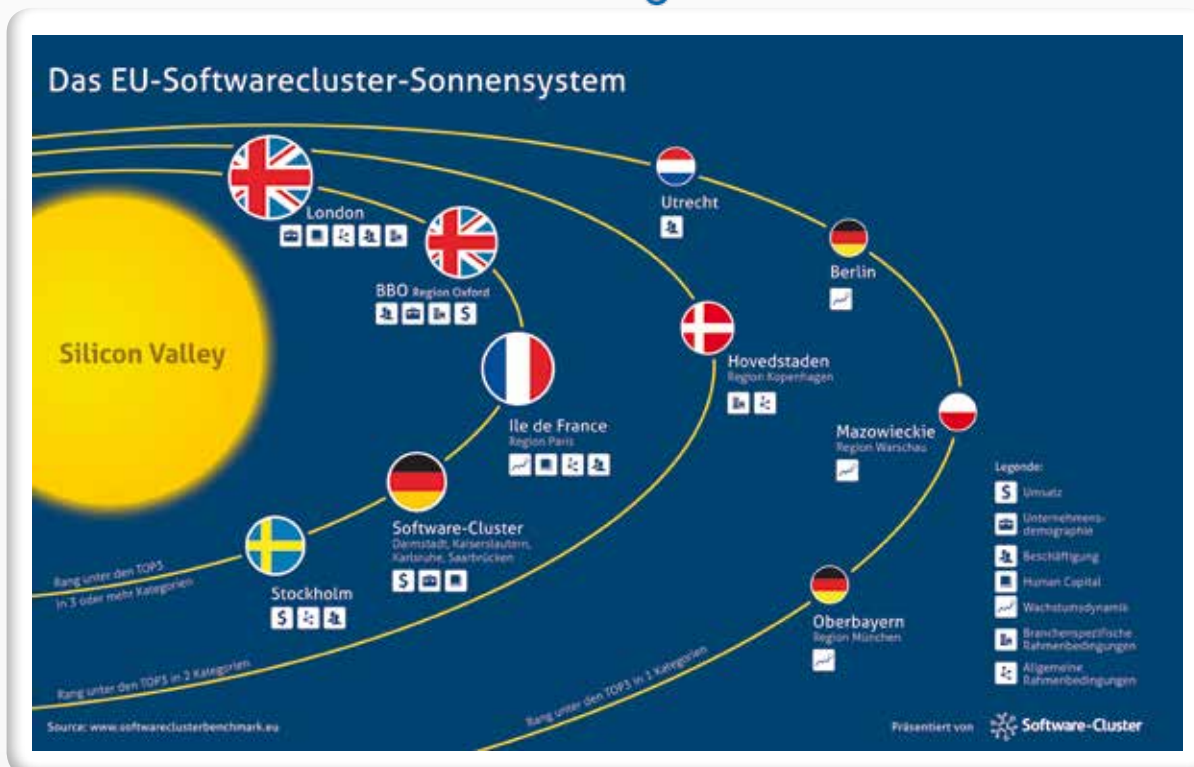 Das EU-Softwarecluster-Sonnensystem
Silicon Valley
London
BBO Region Oxford
Ile de France
Region Paris
Software-Cluster
Darmstadt, Kaiserslautern,
Karlsruhe, Saarbrücken
Stockholm
Rang unter den TOP5
in 3 oder mehr Kategorien
Hovedstaden
Region Kopenhagen
Rang unter den TOP5 in 2 Kategorien
Utrecht
Berlin
Mazowieckie
Region Warschau
Oberbayern
Region München
Rang unter den TOP5 in 1 Kategorien
Legende:
$ Umsatz
Unternehmens-
demographie
Beschäftigung
Human Capital
Wachstumsdynamik
Branchenspezifische
Rahmenbedingungen
Allgemeine
Rahmenbedingungen
Source: www.softwareclusterbenchmark.eu
Präsentiert von Software-Cluster